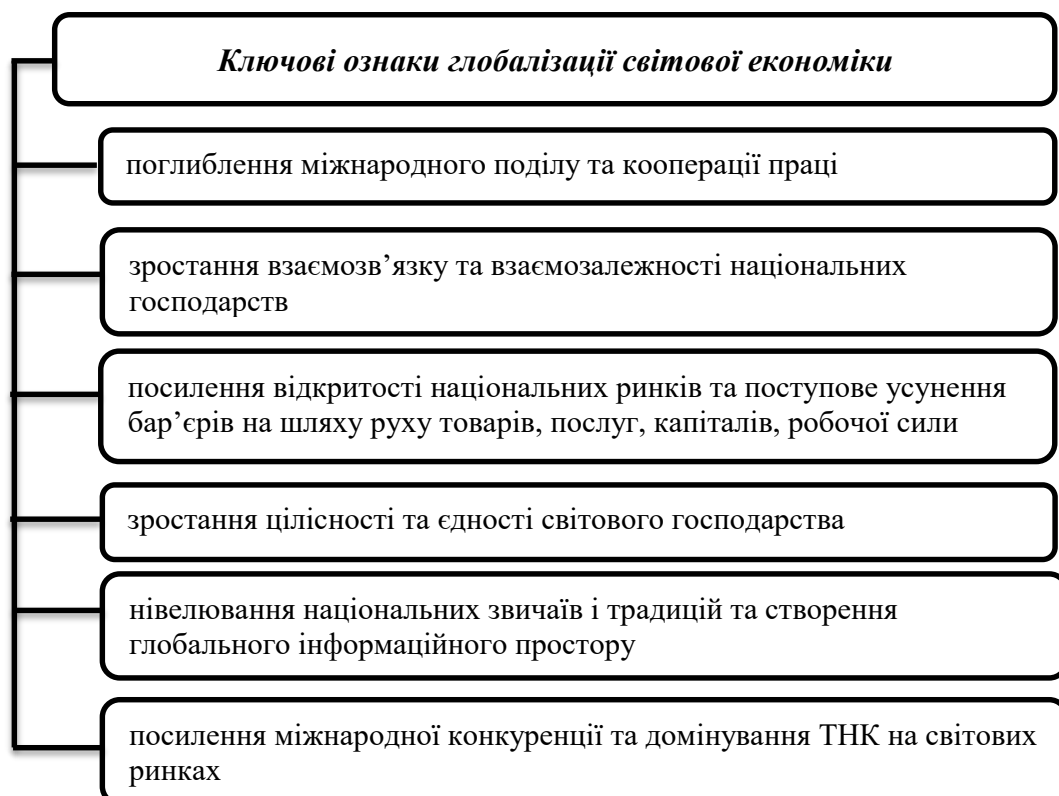 Ключові ознаки глобалізації світової економіки
поглиблення міжнародного поділу та кооперації праці
зростання взаємозв’язку та взаємозалежності національних
господарств
посилення відкритості національних ринків та поступове усунення
бар’єрів на шляху руху товарів, послуг, капіталів, робочої сили
зростання цілісності та єдності світового господарства
нівелювання національних звичаїв і традицій та створення
глобального інформаційного простору
посилення міжнародної конкуренції та домінування ТНК на світових
ринках